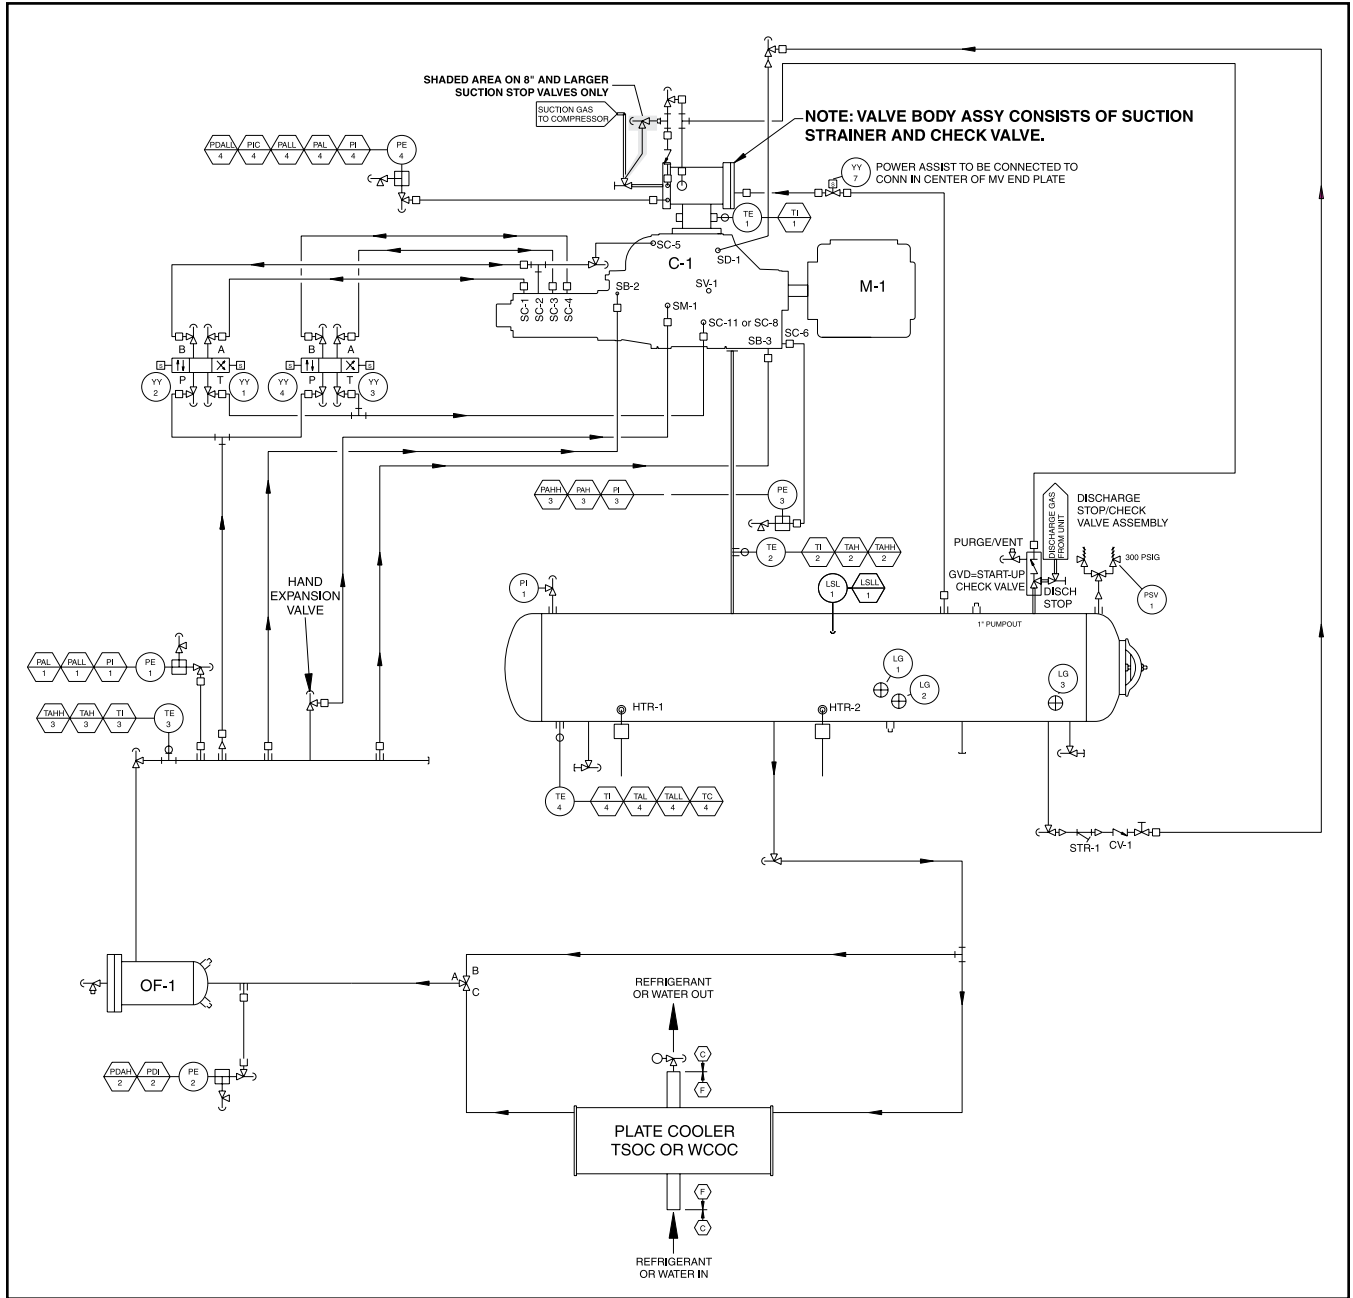 SHADED AREA ON 8" AND LARGER
SUCTION STOP VALVES ONLY
SUCTION GAS
TO COMPRESSOR
NOTE: VALVE BODY ASSY CONSISTS OF SUCTION
STRAINER AND CHECK VALVE.
PDALL
4
PIC
4
PALL
4
PAL
4
PI
4
PE
4
S
YY
7
POWER ASSIST TO BE CONNECTED TO
CONN IN CENTER OF MV END PLATE
TE
1
TI
1
SC-5
SD-1
C-1
SB-2
SV-1
M-1
SM-1
SC-1
SC-2
SC-3
SC-4
SC-11 or SC-8
SC-6
SB-3
B
A
B
A
S
S
S
S
P
T
P
T
YY
2
YY
1
YY
4
YY
3
PAHH
3
PAH
3
PI
3
PE
3
TE
2
TI
2
TAH
2
TAHH
2
DISCHARGE GAS
FROM UNIT
DISCHARGE
STOP/CHECK
VALVE ASSEMBLY
PURGE/VENT
300 PSIG
GVD=START-UP
CHECK VALVE
DISCH
STOP
PSV
1
HAND
EXPANSION
VALVE
PI
1
LSL
1
LSLL
1
1" PUMPOUT
PAL
1
PALL
1
PI
1
PE
1
LG
1
LG
2
LG
3
TAHH
3
TAH
3
TI
3
TE
3
HTR-1
HTR-2
TE
4
TI
4
TAL
4
TALL
4
TC
4
STR-1
CV-1
OF-1
A
B
C
REFRIGERANT
OR WATER OUT
C
F
PDAH
2
PDI
2
PE
2
PLATE COOLER
TSOC OR WCOC
F
C
REFRIGERANT
OR WATER IN